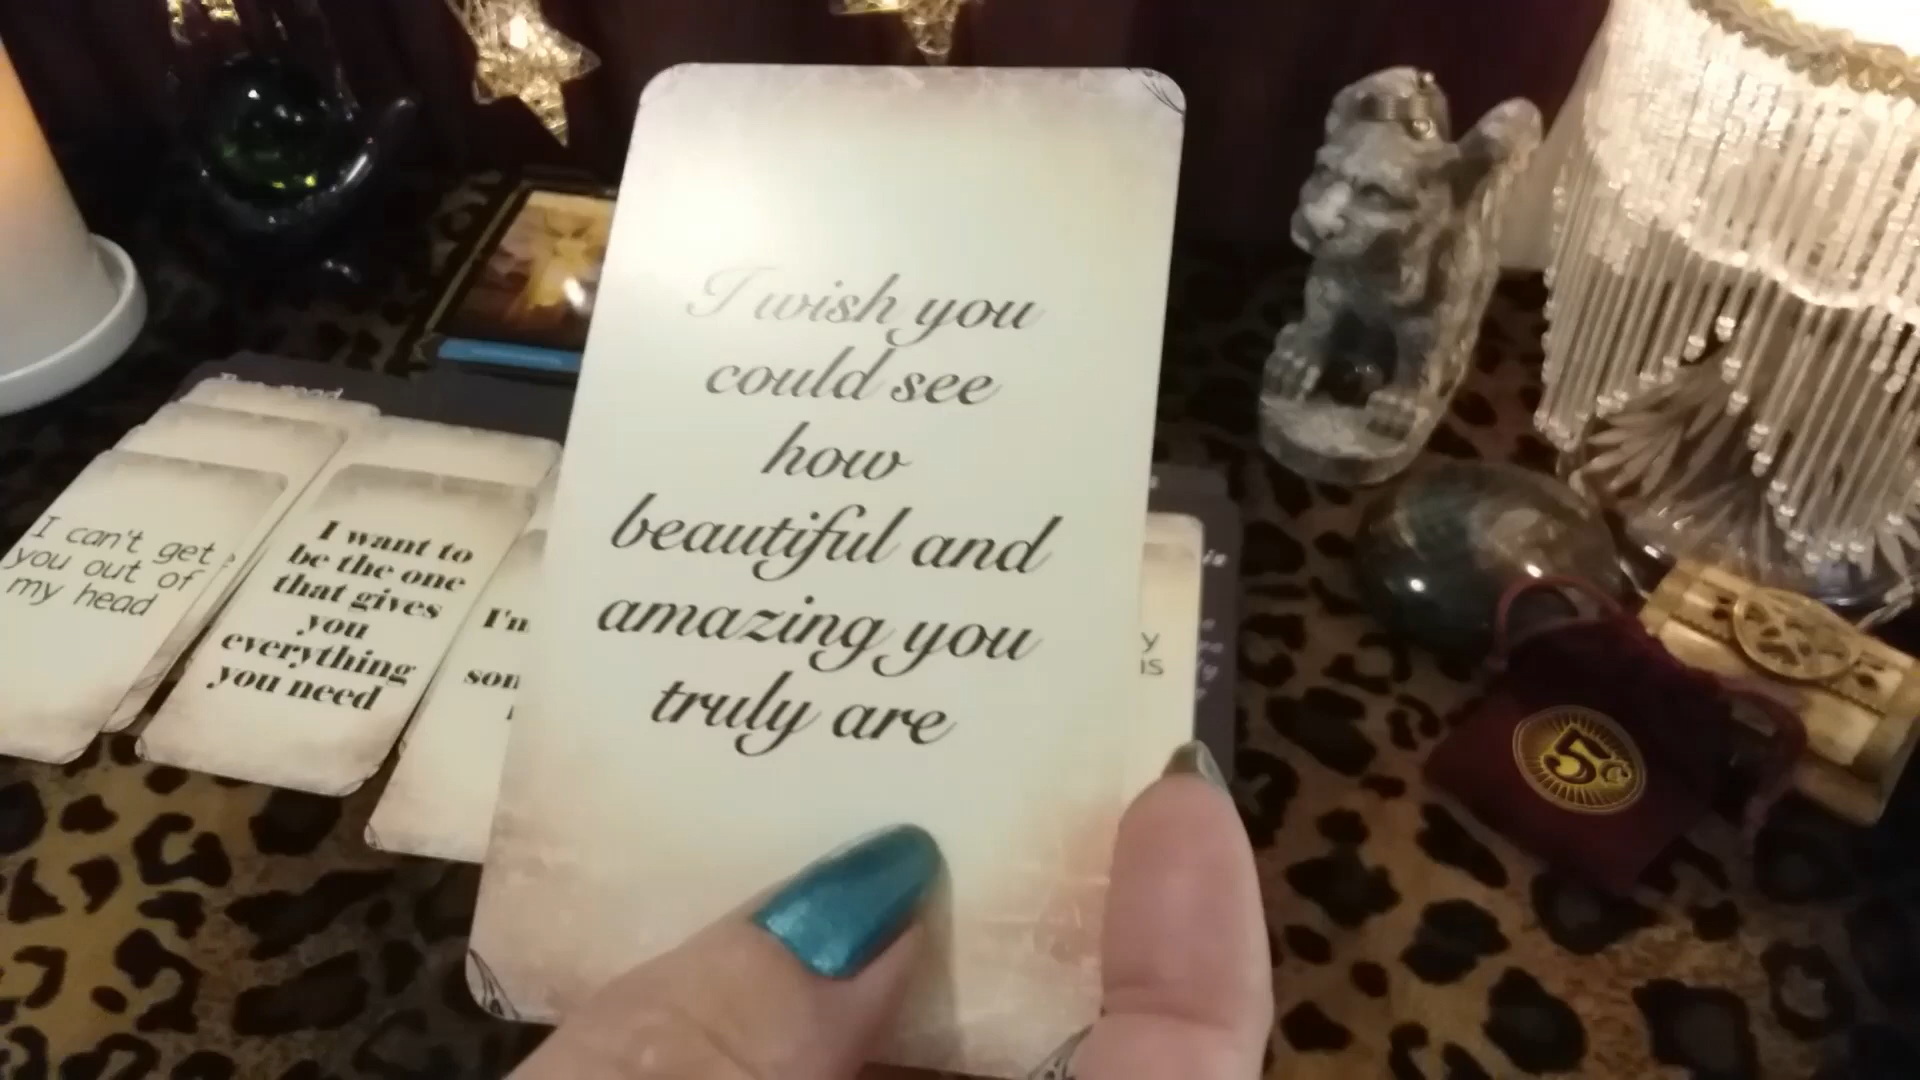 I wish you
could see
how
beautiful and
amazing you
truly are
I can't get
you out of
my head
I want to
be the one
that gives
you
everything
you need
I'm
5¢